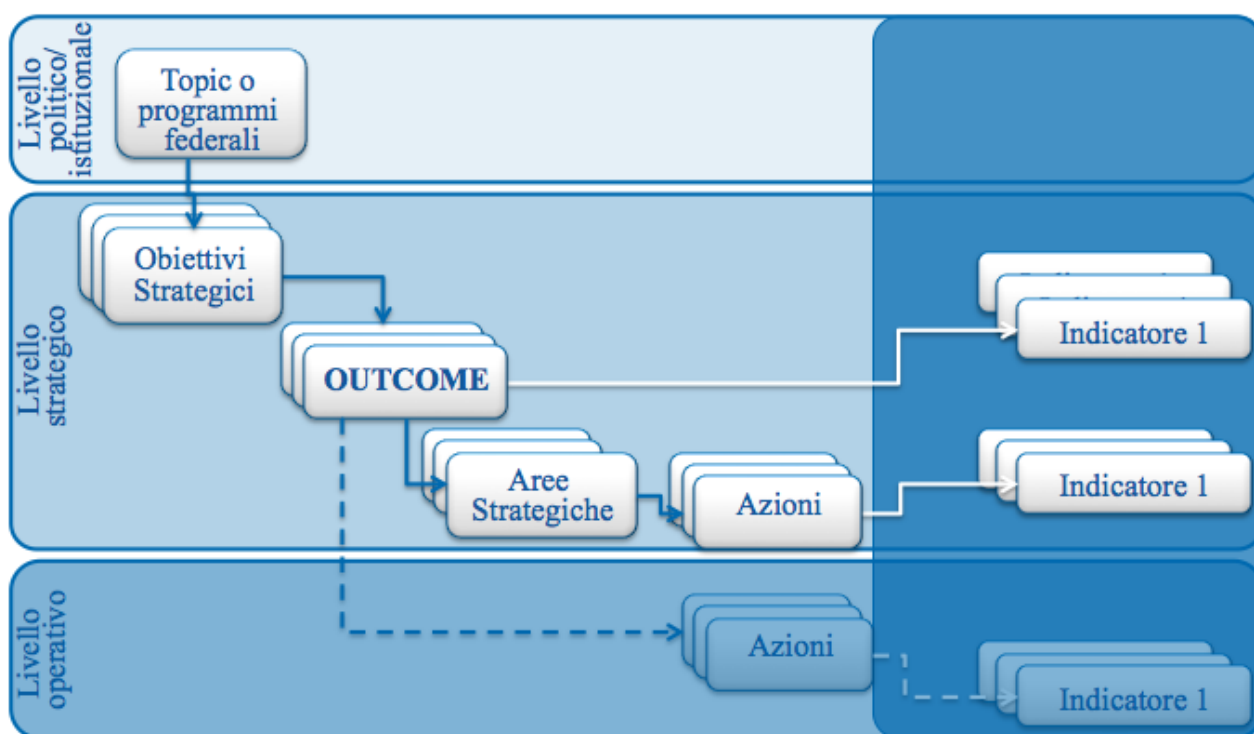 Livello
politico/
istituzionale
Topic o
programmi
federali
Livello
strategico
Obiettivi
Strategici
OUTCOME
Indicatore 1
Aree
Strategiche
Azioni
Indicatore 1
Livello
operativo
Azioni
Indicatore 1